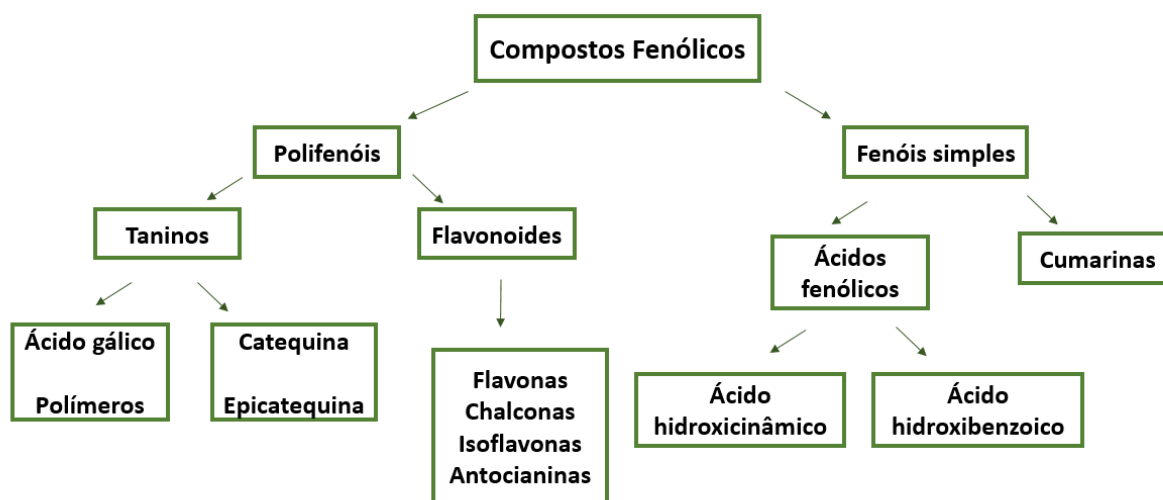 Compostos Fenólicos
Polifenóis
Fenóis simples
Taninos
Flavonoides
Ácidos
fenólicos
Cumarinas
Ácido gálico
Polímeros
Catequina
Epicatequina
Flavonas
Chalconas
Isoflavonas
Antocianinas
Ácido
hidroxicinâmico
Ácido
hidroxibenzoico